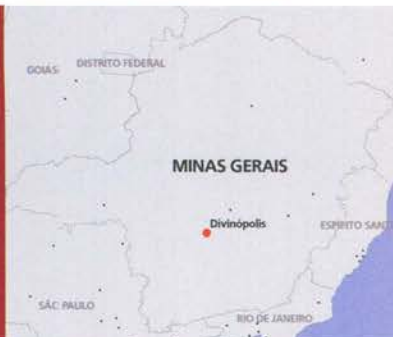 GOIÁS
DISTRITO FEDERAL
MINAS GERAIS
Divinópolis
ESPÍRITO SANT
SÃO PAULO
RIO DE JANEIRO